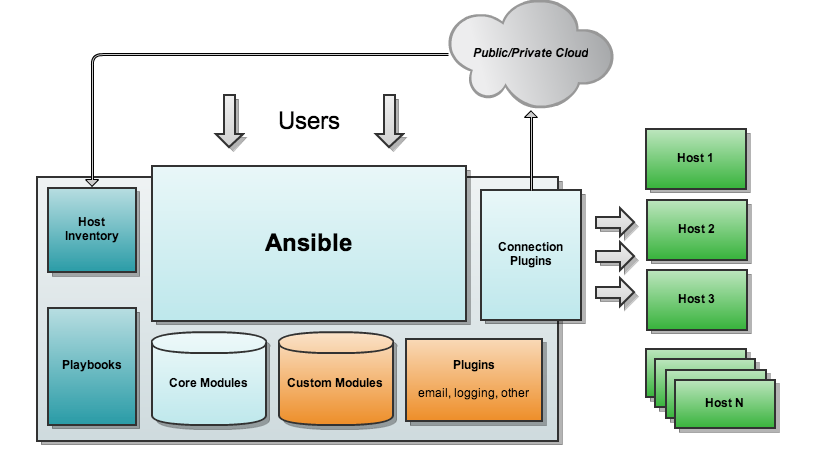 Public/Private Cloud
Users
Host
Inventory
Ansible
Connection
Plugins
Host 1
Host 2
Host 3
Host N
Playbooks
Core Modules
Custom Modules
Plugins
email, logging, other